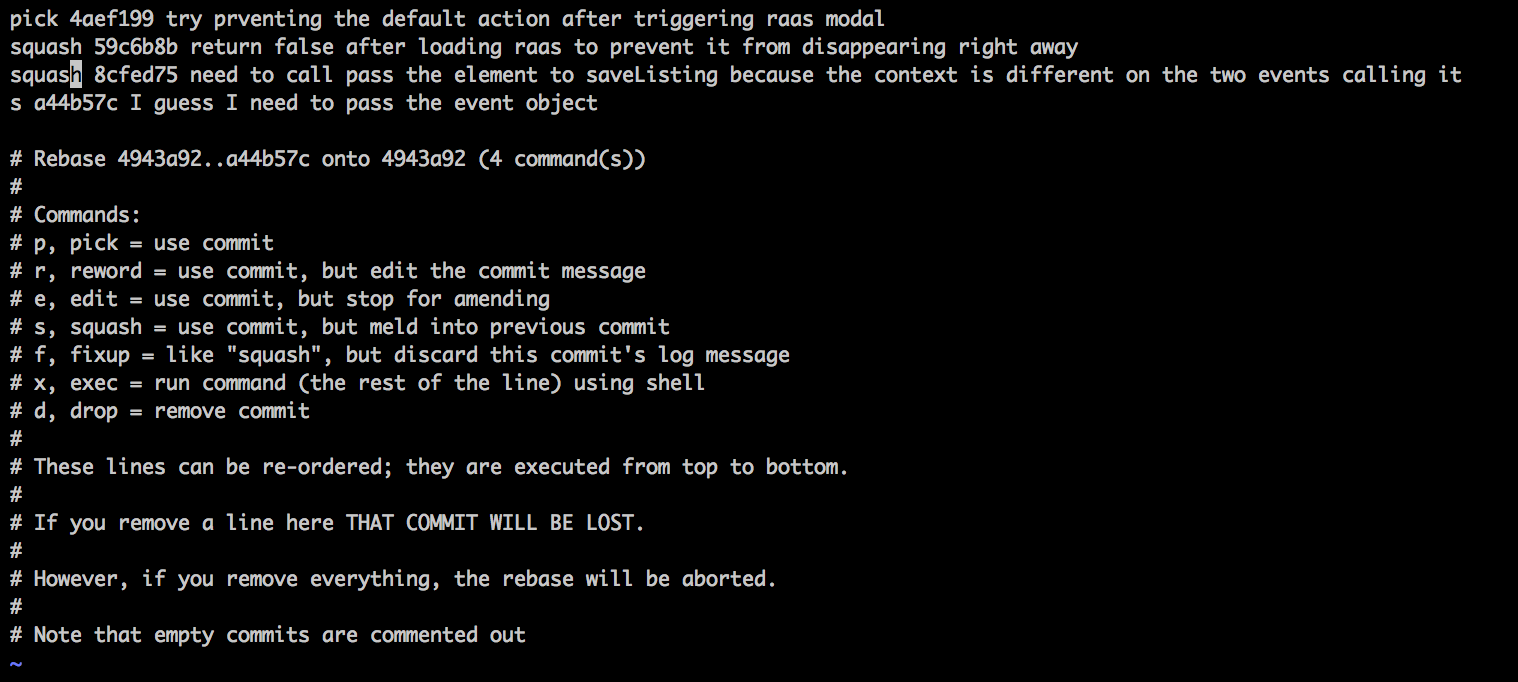 pick 4aef199 try prventing the default action after triggering raas modal
squash 59c6b8b return false after loading raas to prevent it from disappearing right away
squash 8cfed75 need to call pass the element to saveListing because the context is different on the two events calling it
s a44b57c I guess I need to pass the event object

# Rebase 4943a92..a44b57c onto 4943a92 (4 command(s))
#
# Commands:
# p, pick = use commit
# r, reword = use commit, but edit the commit message
# e, edit = use commit, but stop for amending
# s, squash = use commit, but meld into previous commit
# f, fixup = like "squash", but discard this commit's log message
# x, exec = run command (the rest of the line) using shell
# d, drop = remove commit
#
# These lines can be re-ordered; they are executed from top to bottom.
#
# If you remove a line here THAT COMMIT WILL BE LOST.
#
# However, if you remove everything, the rebase will be aborted.
#
# Note that empty commits are commented out
~